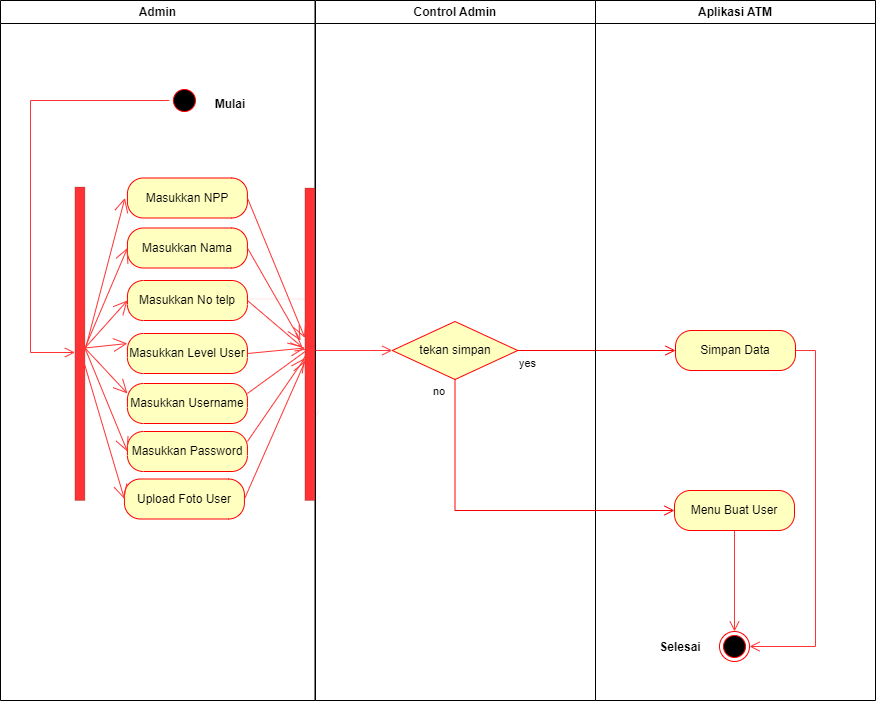 Admin
Control Admin
Aplikasi ATM
Mulai
Masukkan NPP
Masukkan Nama
Masukkan No telp
Masukkan Level User
Masukkan Username
Masukkan Password
Upload Foto User
tekan simpan
yes
no
Simpan Data
Menu Buat User
Selesai